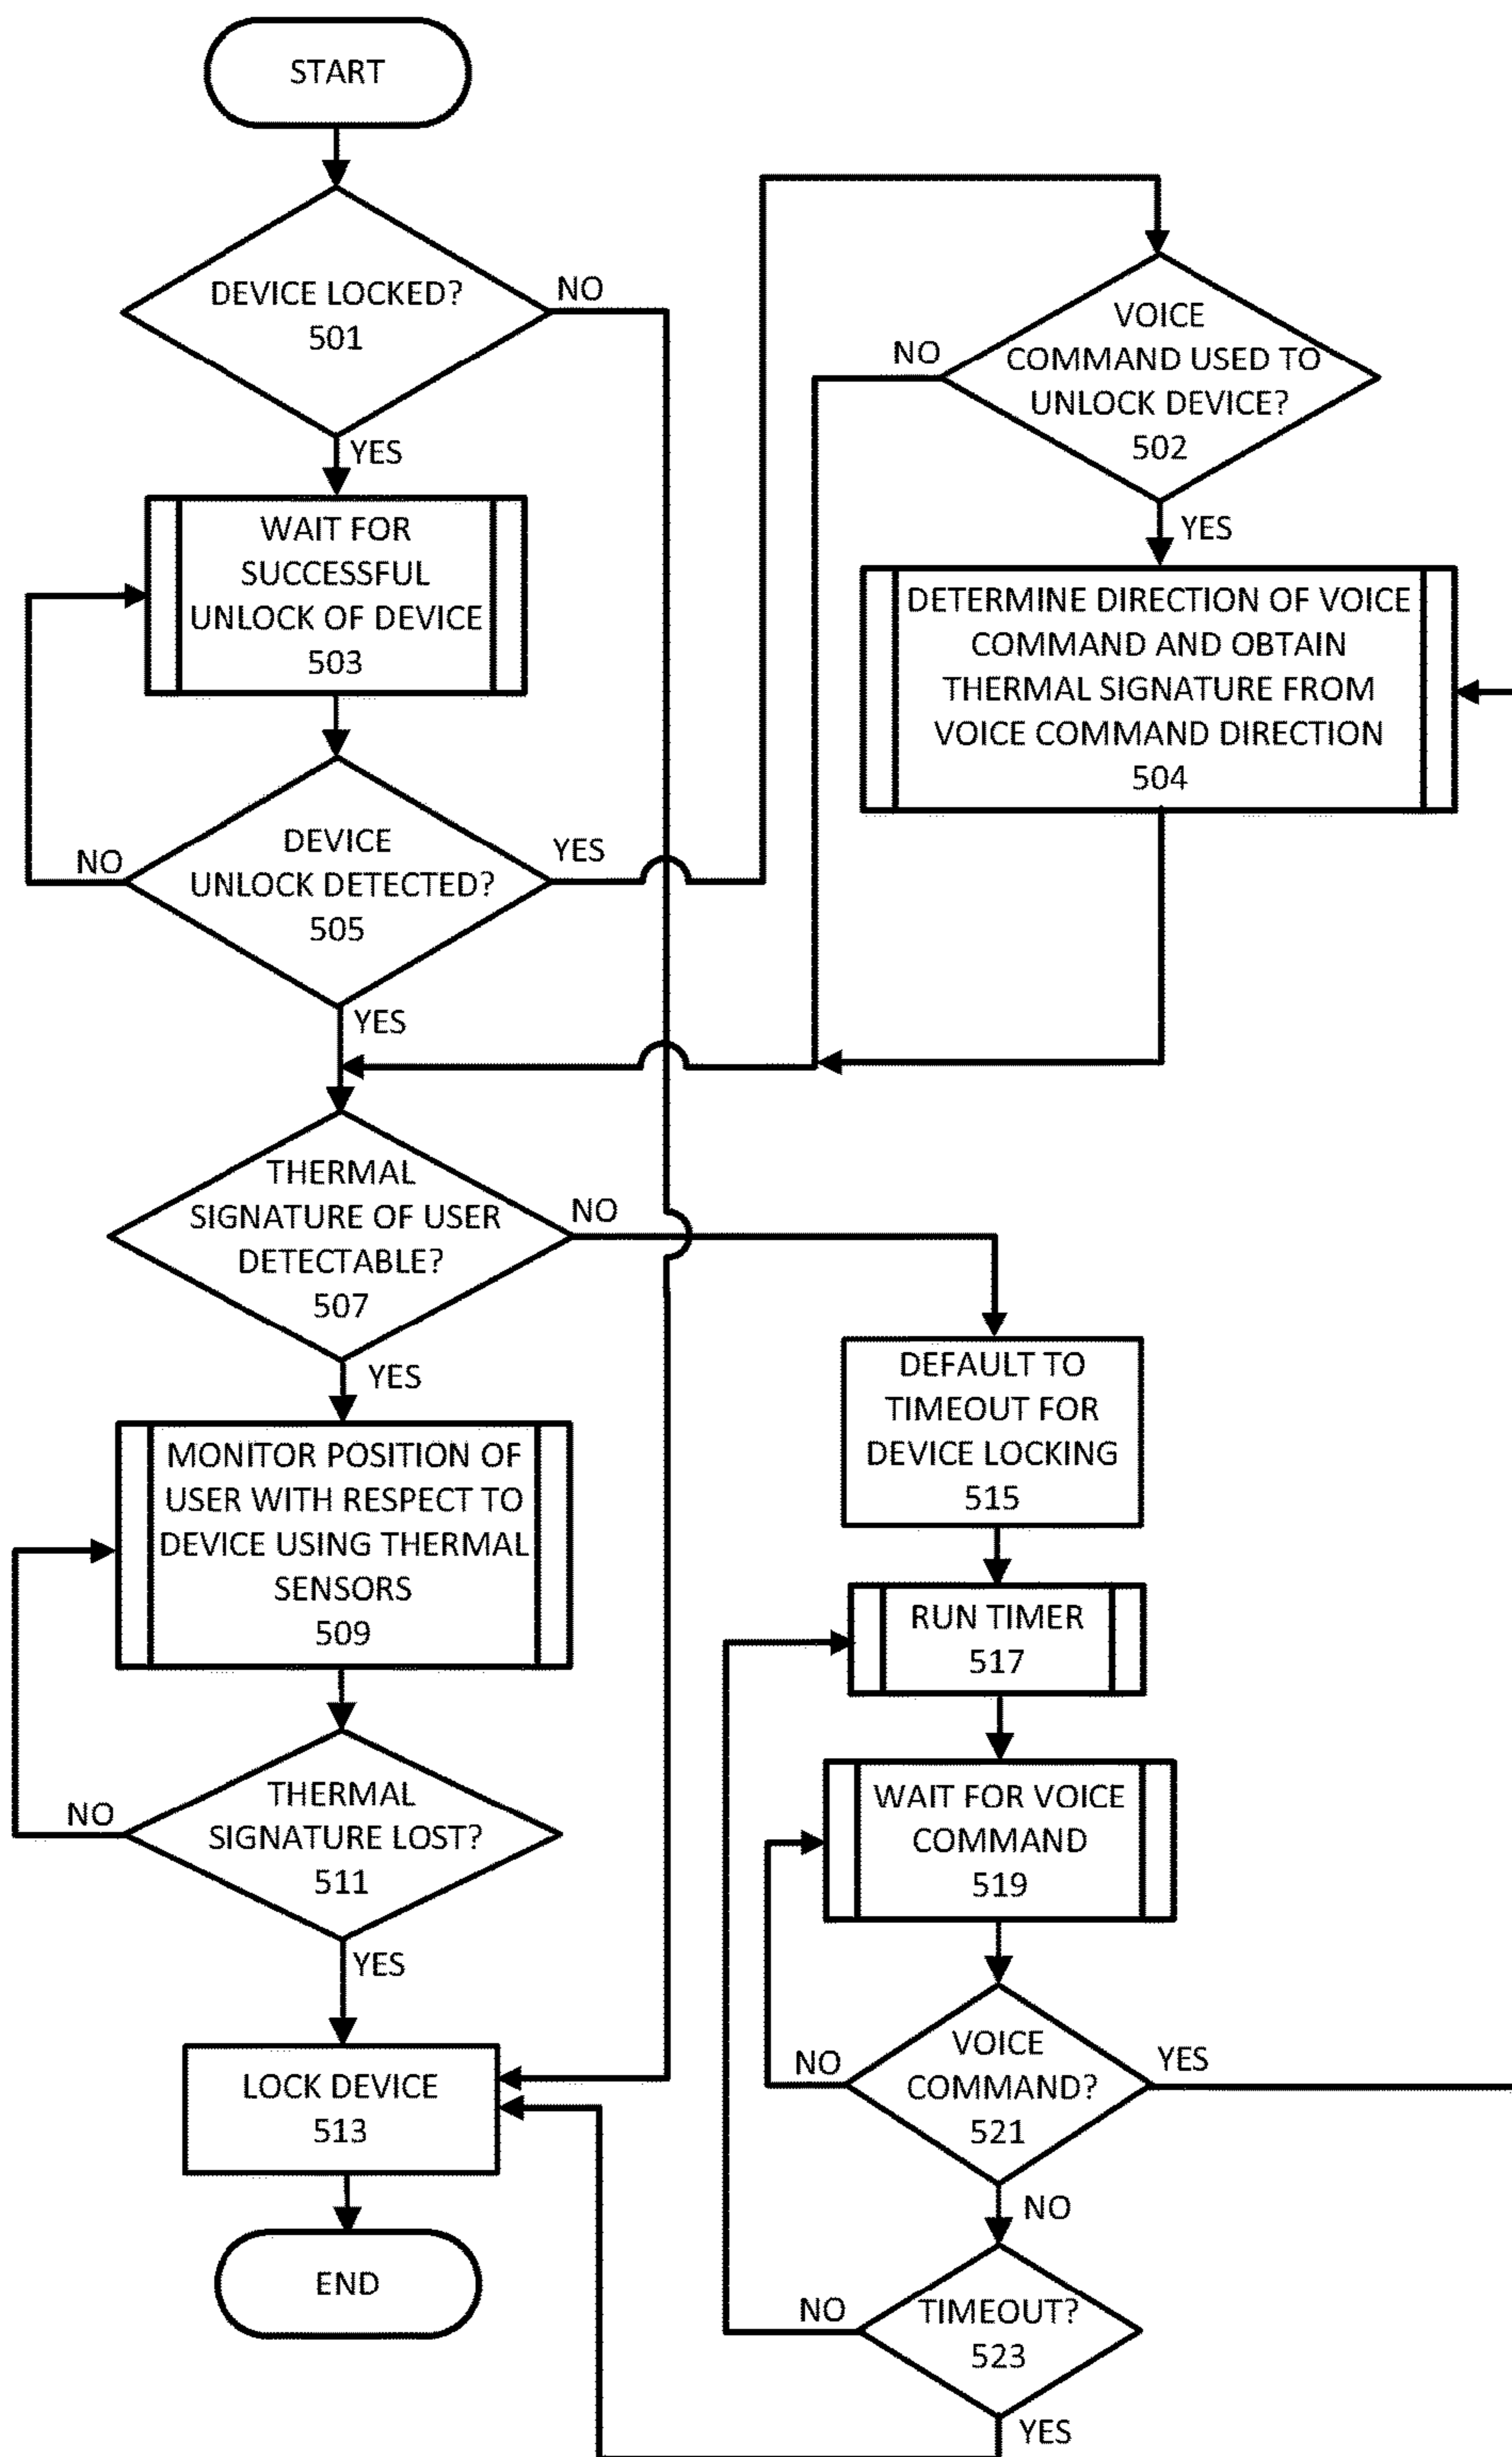 START
DEVICE LOCKED?
501
NO
YES
WAIT FOR
SUCCESSFUL
UNLOCK OF DEVICE
503
DEVICE
UNLOCK DETECTED?
505
NO
YES
YES
VOICE
COMMAND USED TO
UNLOCK DEVICE?
502
NO
YES
DETERMINE DIRECTION OF VOICE
COMMAND AND OBTAIN
THERMAL SIGNATURE FROM
VOICE COMMAND DIRECTION
504
THERMAL
SIGNATURE OF USER
DETECTABLE?
507
NO
YES
MONITOR POSITION OF
USER WITH RESPECT TO
DEVICE USING THERMAL
SENSORS
509
THERMAL
SIGNATURE LOST?
511
NO
YES
LOCK DEVICE
513
END
DEFAULT TO
TIMEOUT FOR
DEVICE LOCKING
515
RUN TIMER
517
WAIT FOR VOICE
COMMAND
519
VOICE
COMMAND?
521
NO
YES
NO
TIMEOUT?
523
NO
YES